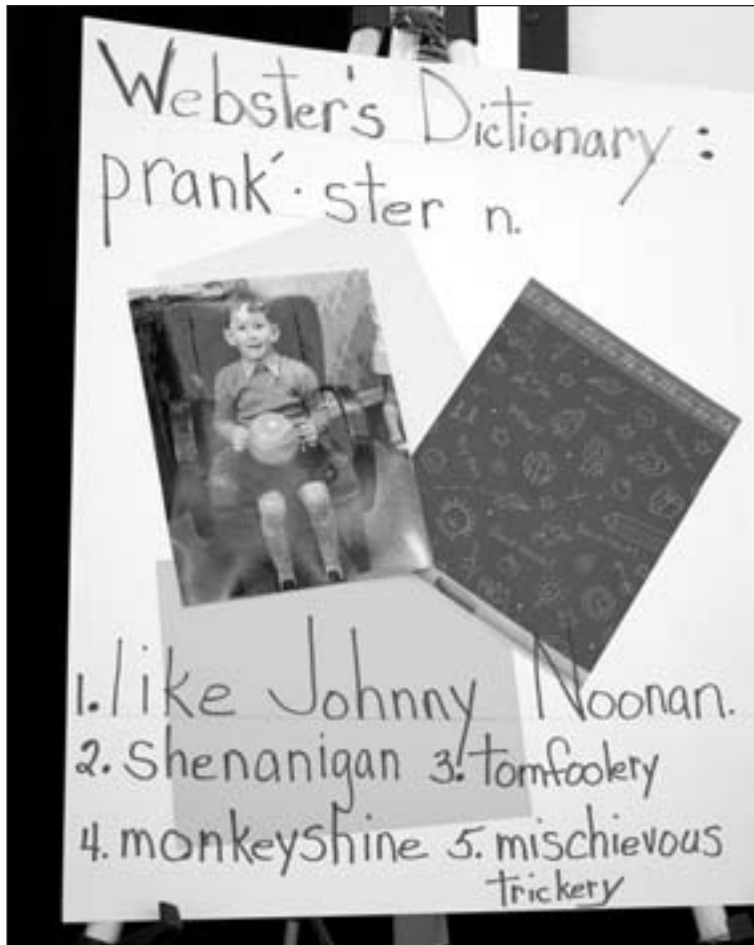 Webster's Dictionary :
prank´· ster n.
1. like Johnny Noonan.
2. shenanigan 3. tomfoolery
4. monkeyshine 5. mischievous
trickery